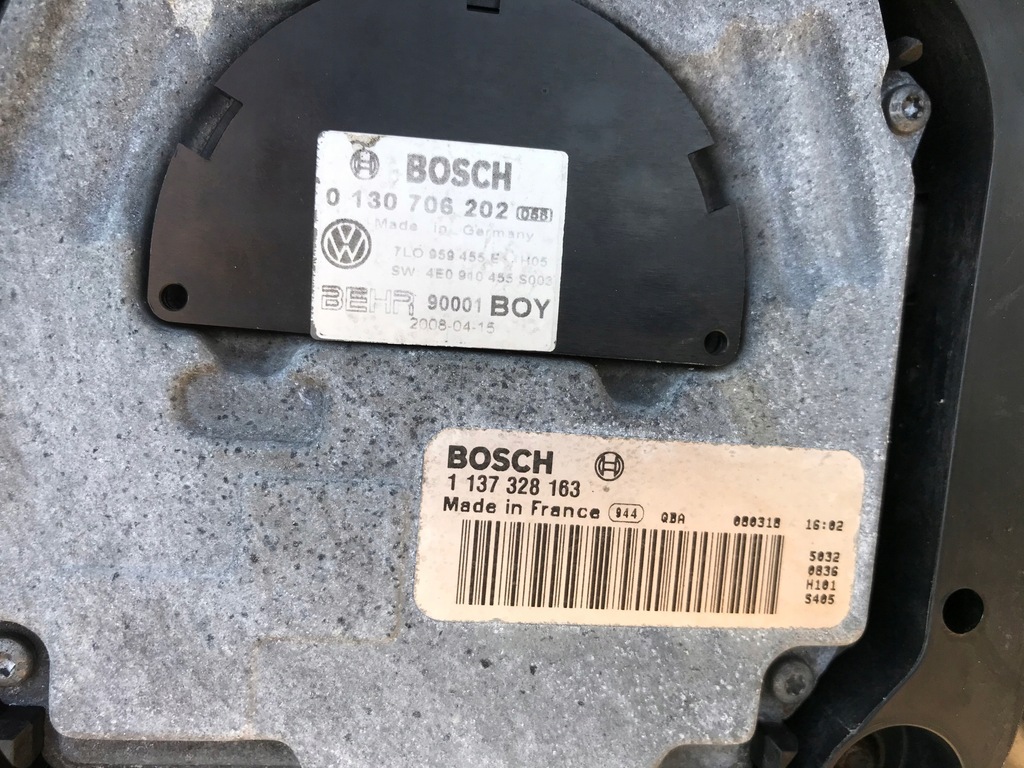 BOSCH
0 130 706 202 058
Made in Germany
7L0 959 455 H05
SW 4E0 910 455 S003
BEHR 90001 BOY
2008-04-15
BOSCH
1 137 328 163
Made in France 944 QBA 080318 16:02
5032
0836
H101
S405